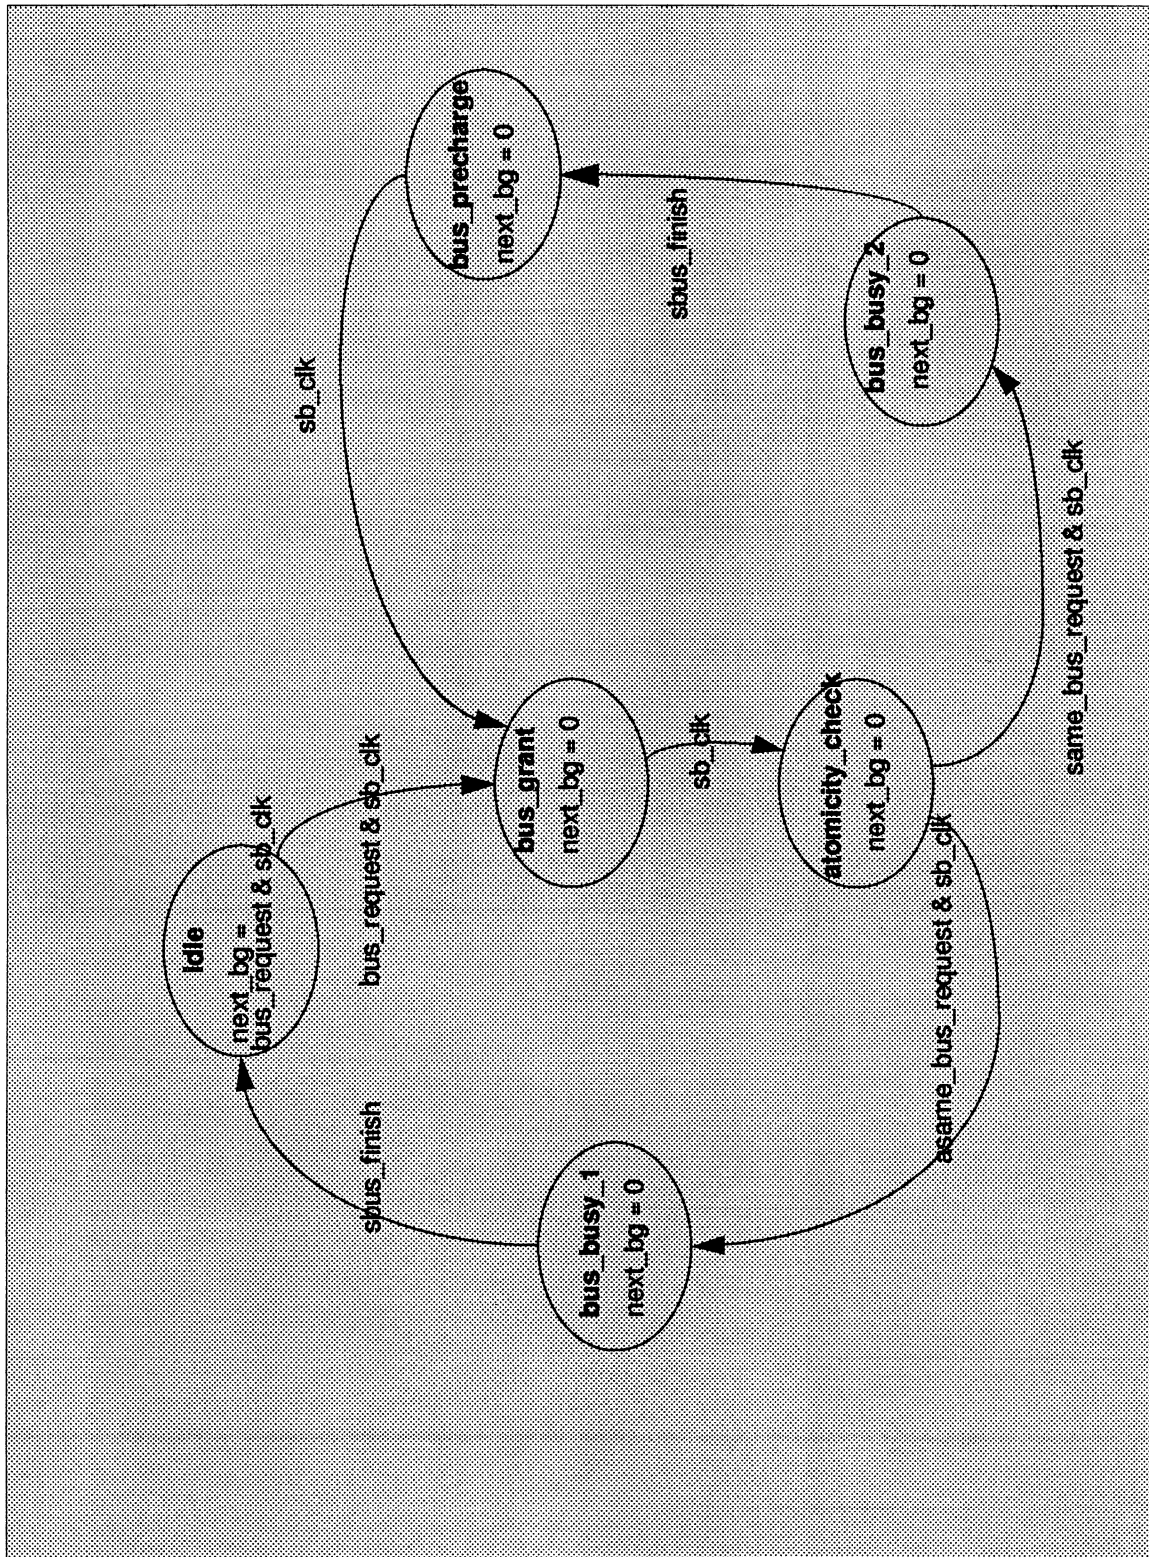 Idle
next_bg =
bus_request & sb_clk
sb_clk
sbus_finish
bus_request & sb_clk
bus_precharge
next_bg = 0
bus_grant
next_bg = 0
bus_busy_1
next_bg = 0
sbus_finish
sb_clk
atomicity_check
next_bg = 0
bus_busy_2
next_bg = 0
asame_bus_request & sb_clk
same_bus_request & sb_clk